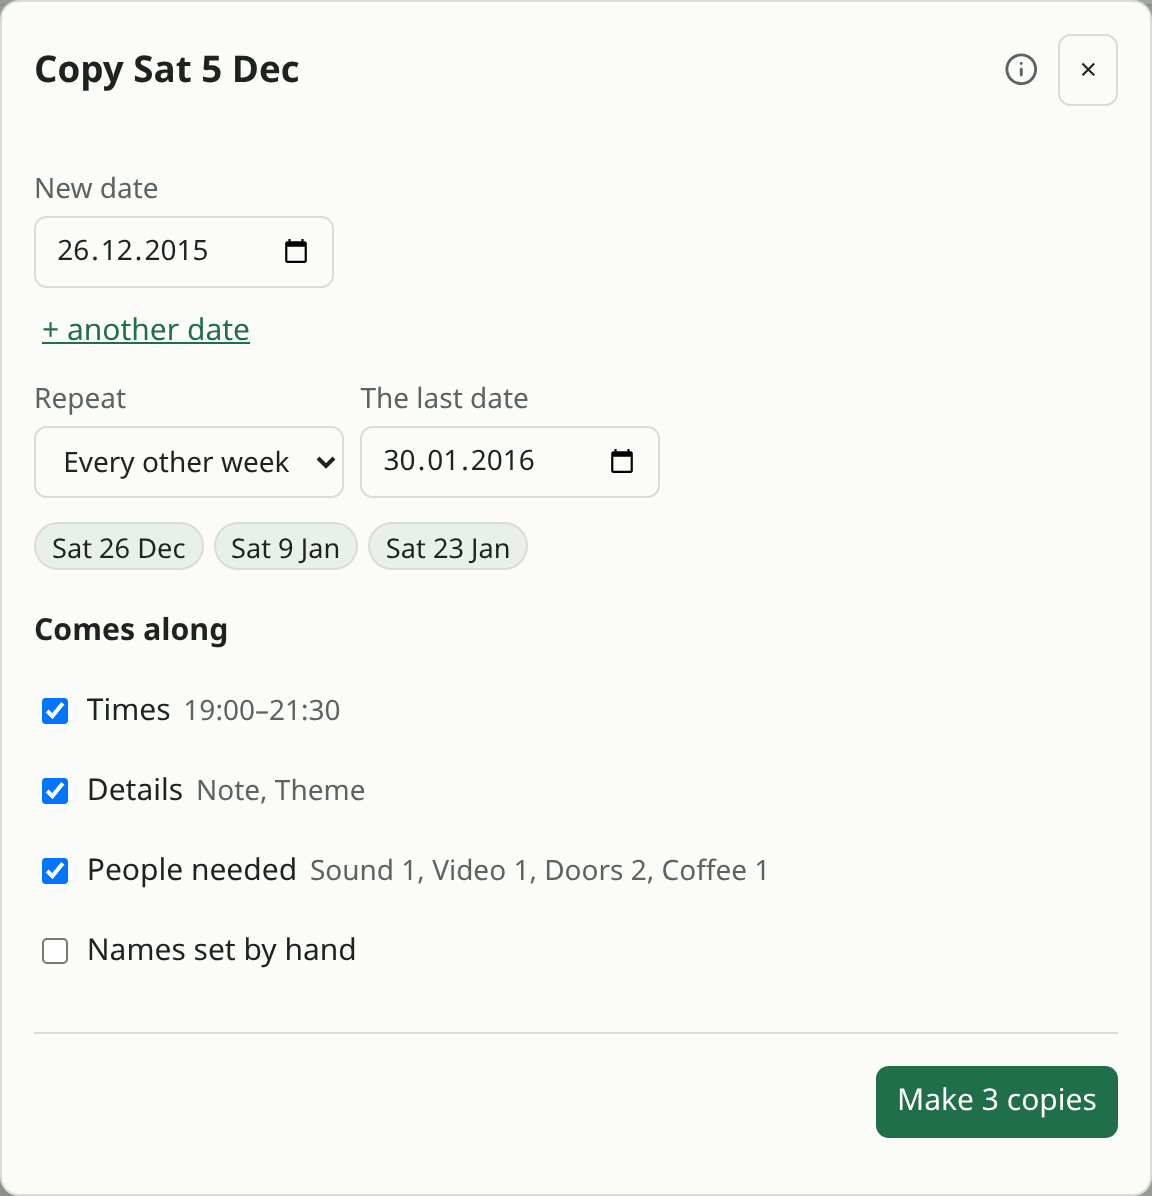 Copy Sat 5 Dec
×
New date
26.12.2015
+ another date
Repeat The last date
Every other week 30.01.2016
Sat 26 Dec Sat 9 Jan Sat 23 Jan
Comes along
Times 19:00–21:30
Details Note, Theme
People needed Sound 1, Video 1, Doors 2, Coffee 1
Names set by hand
Make 3 copies